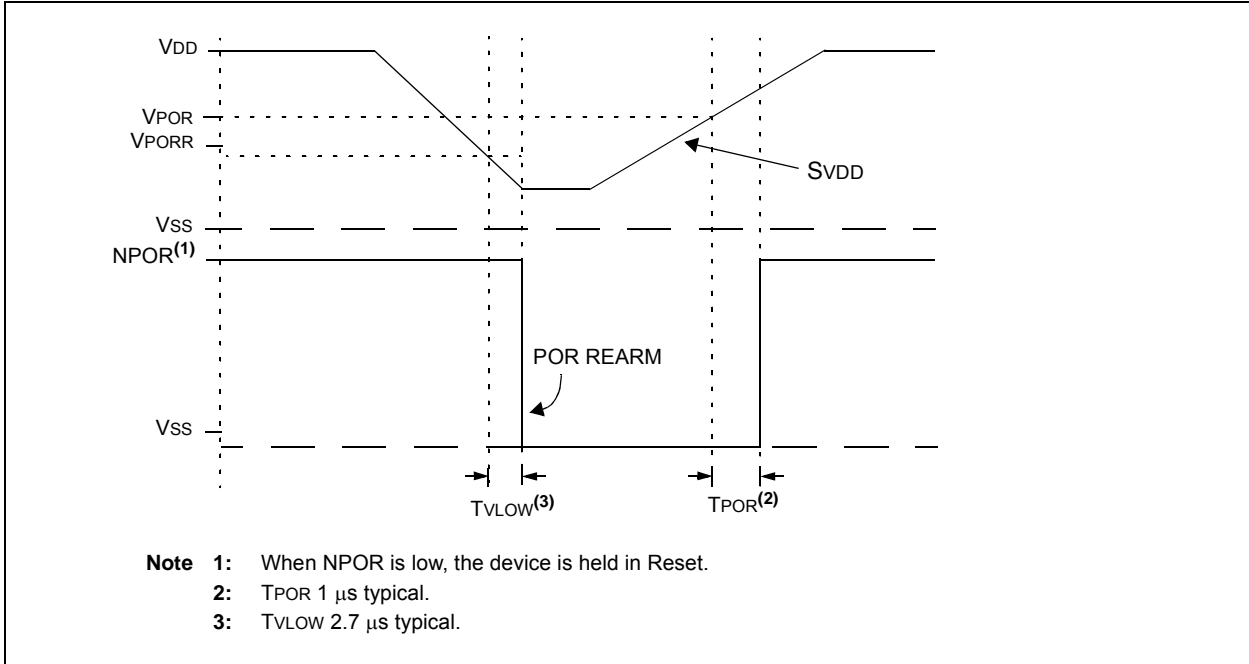 VDD
VPOR
VPORR
SVDD
VSS
NPOR(1)
POR REARM
VSS
TVLOW(3)
TPOR(2)
Note 1: When NPOR is low, the device is held in Reset.
2: TPOR 1 μs typical.
3: TVLOW 2.7 μs typical.